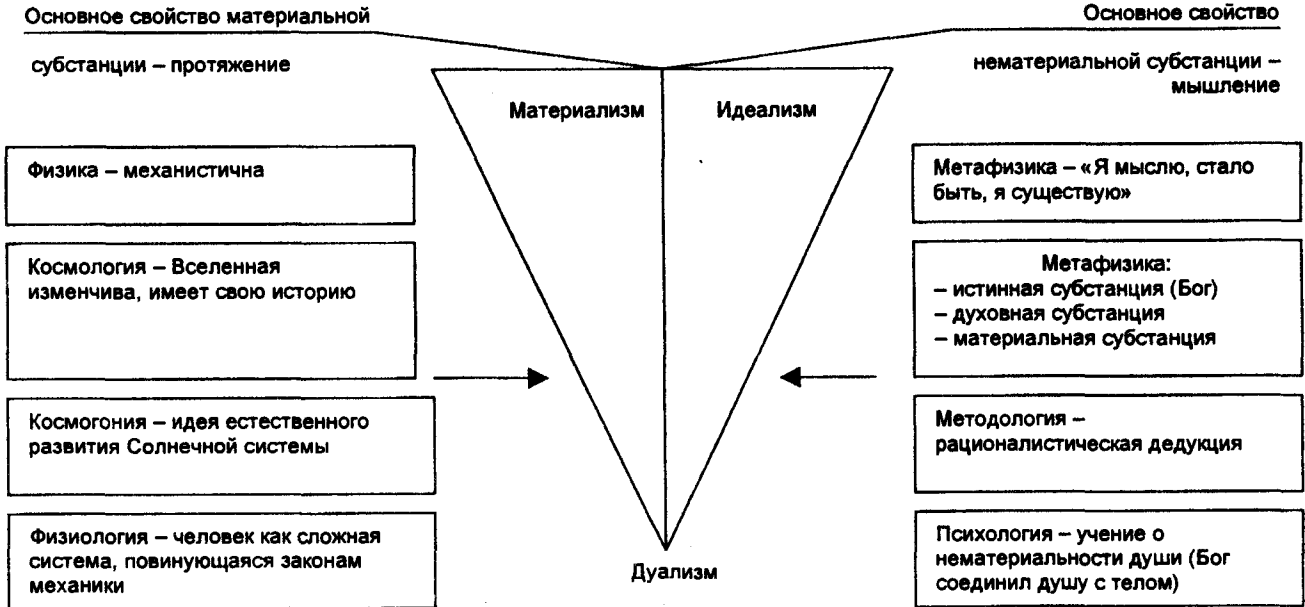 Основное свойство материальной
субстанции – протяжение
Основное свойство
нематериальной субстанции –
мышление
Материализм
Идеализм
Физика – механистична
Космология – Вселенная
изменчива, имеет свою историю
Космогония – идея естественного
развития Солнечной системы
Физиология – человек как сложная
система, повинующаяся законам
механики
Метафизика – «Я мыслю, стало
быть, я существую»
Метафизика:
– истинная субстанция (Бог)
– духовная субстанция
– материальная субстанция
Методология –
рационалистическая дедукция
Психология – учение о
нематериальности души (Бог
соединил душу с телом)
Дуализм